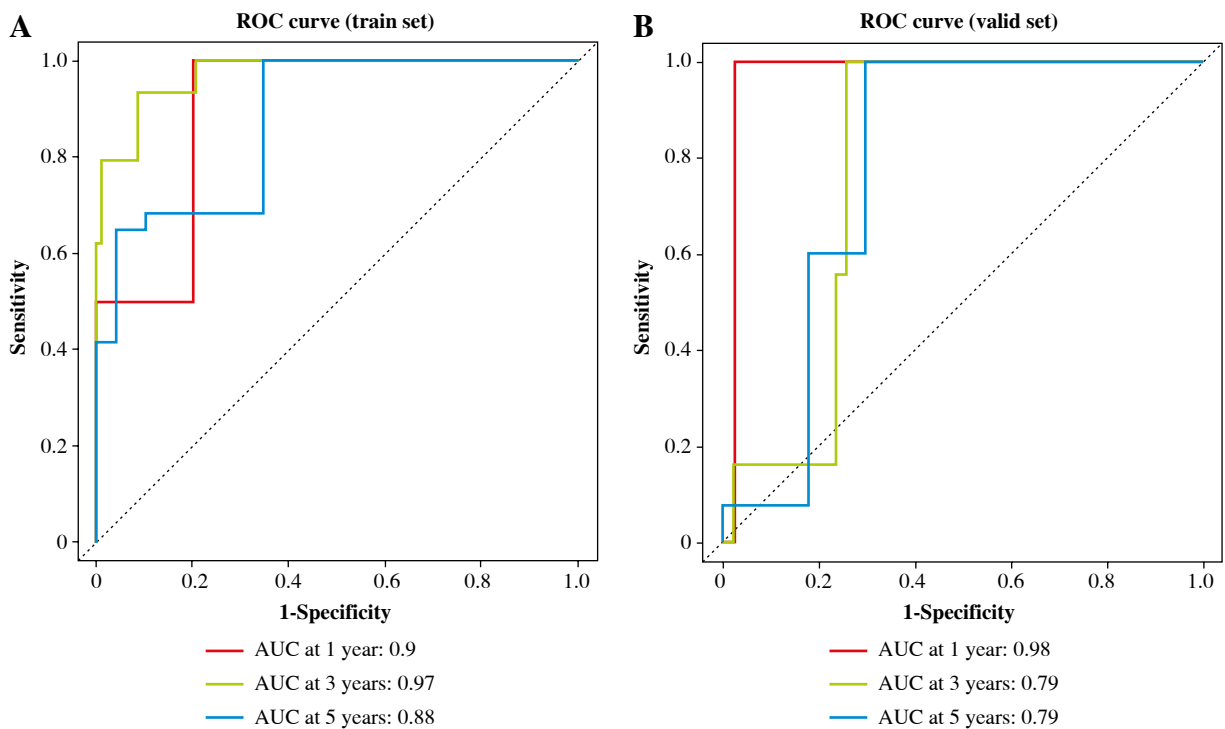 A
ROC curve (train set)
1.0
0.8
0.6
0.4
0.2
0
Sensitivity
0 0.2 0.4 0.6 0.8 1.0
1-Specificity
AUC at 1 year: 0.9
AUC at 3 years: 0.97
AUC at 5 years: 0.88
B
ROC curve (valid set)
1.0
0.8
0.6
0.4
0.2
0
Sensitivity
0 0.2 0.4 0.6 0.8 1.0
1-Specificity
AUC at 1 year: 0.98
AUC at 3 years: 0.79
AUC at 5 years: 0.79